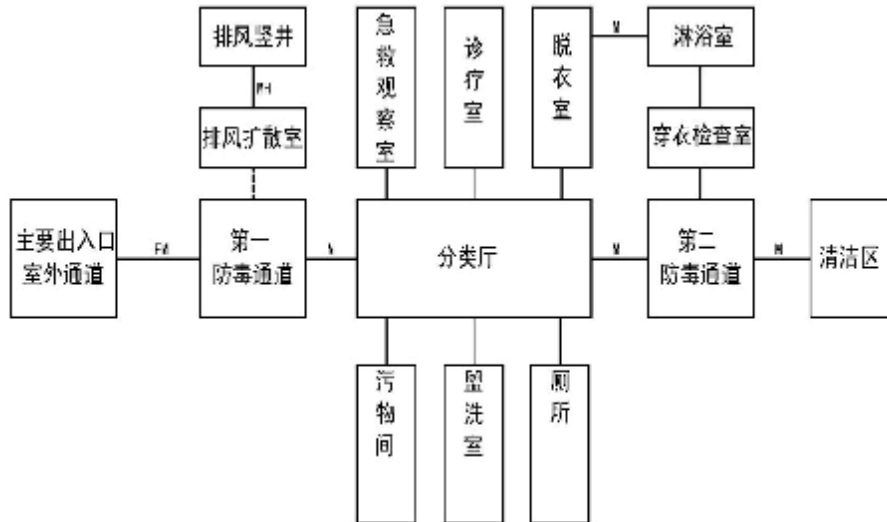 排风竖井
急救观察室
诊疗室
脱衣室
M
淋浴室
MH
排风扩散室
穿衣检查室
主要出入口
室外通道
FM
第一
防毒通道
M
分类厅
M
第二
防毒通道
M
清洁区
污物间
盥洗室
厕所